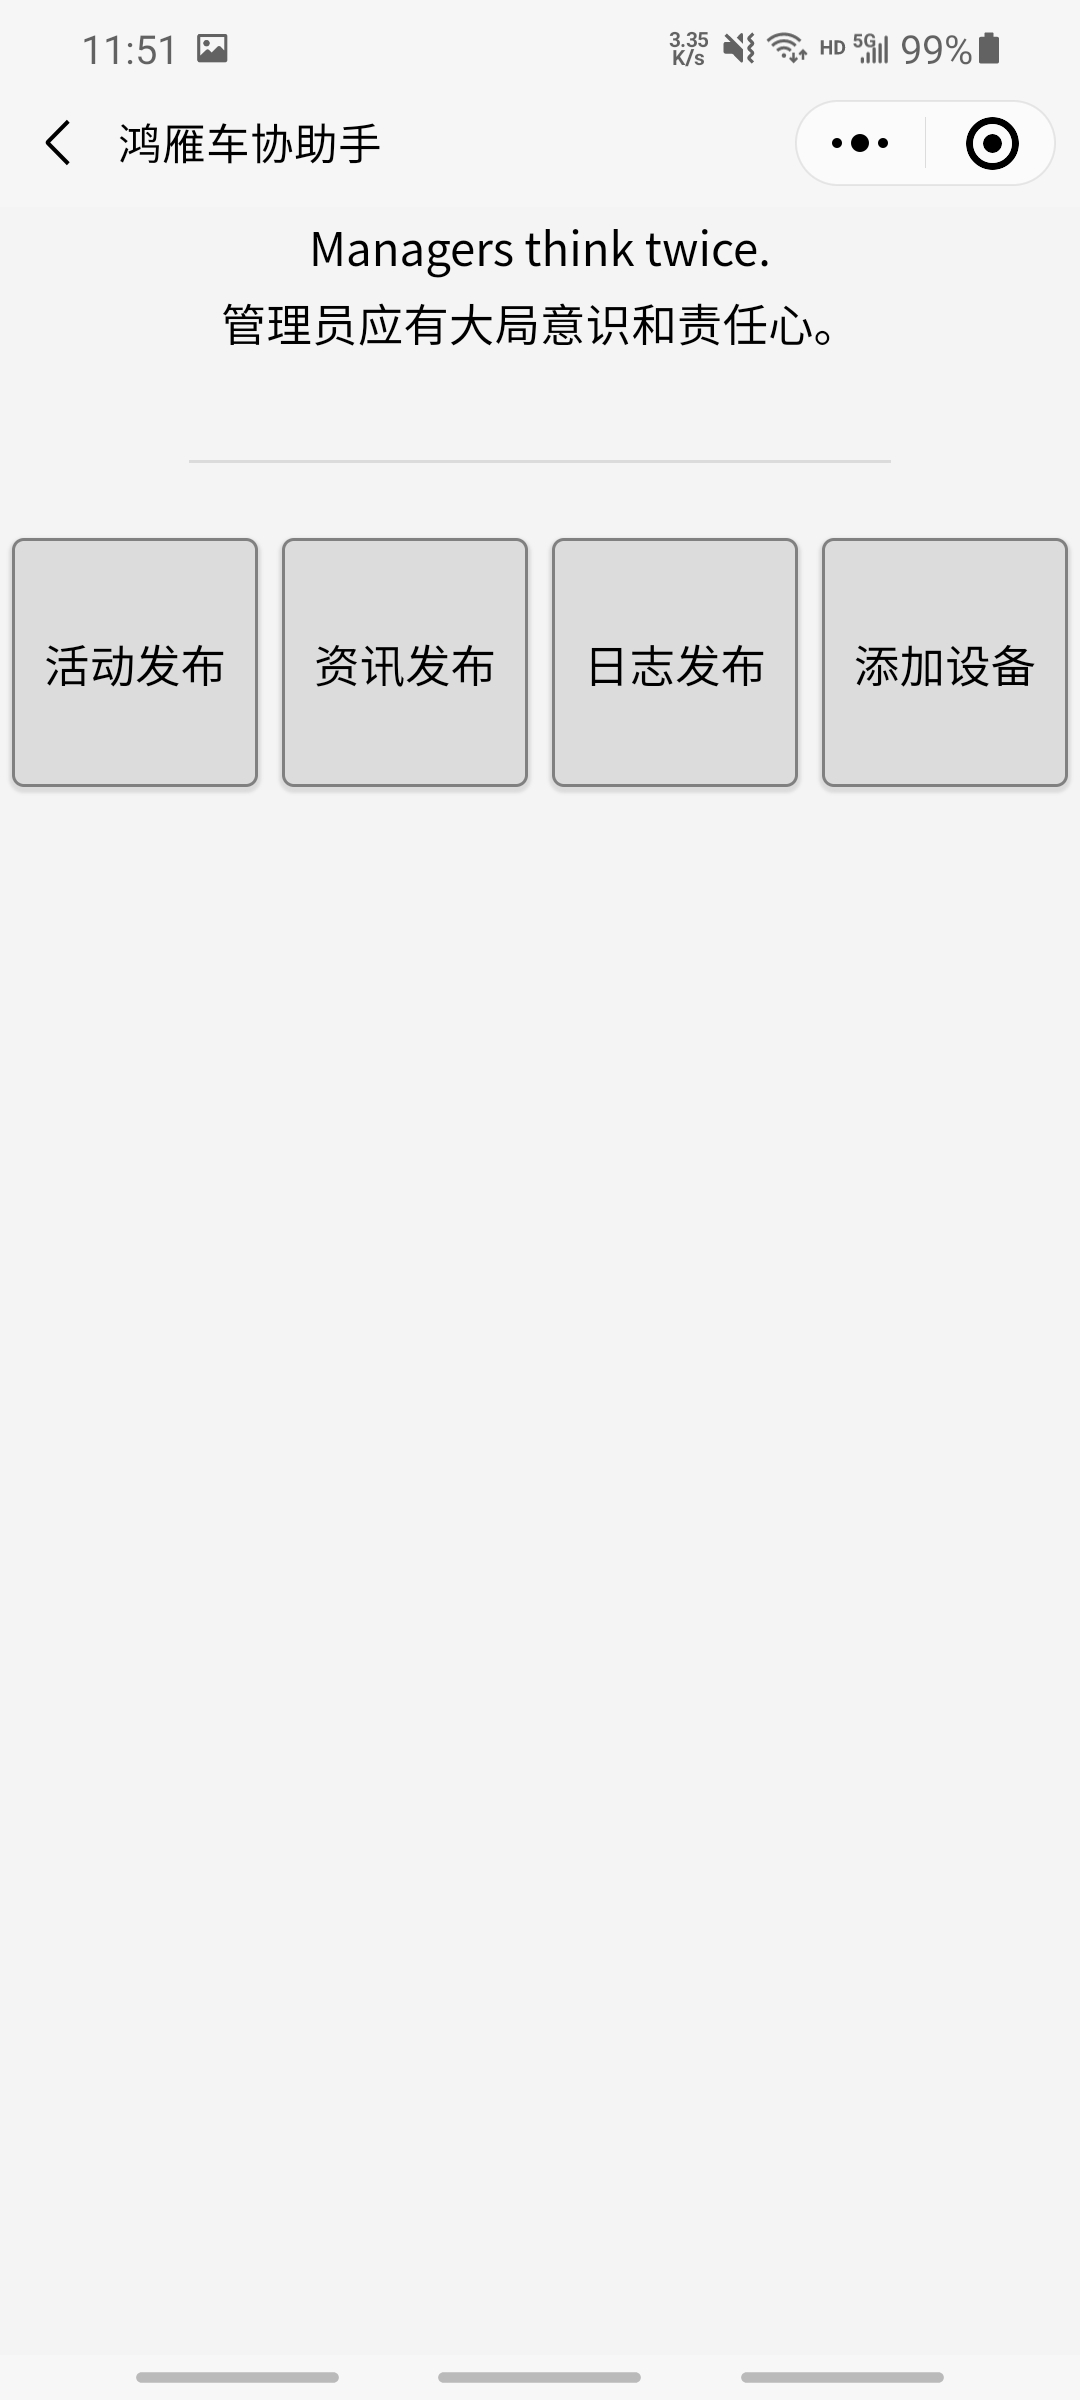 11:51
3.35
K/s
HD
5G
99%
鸿雁车协助手
Managers think twice.
管理员应有大局意识和责任心。
活动发布
资讯发布
日志发布
添加设备